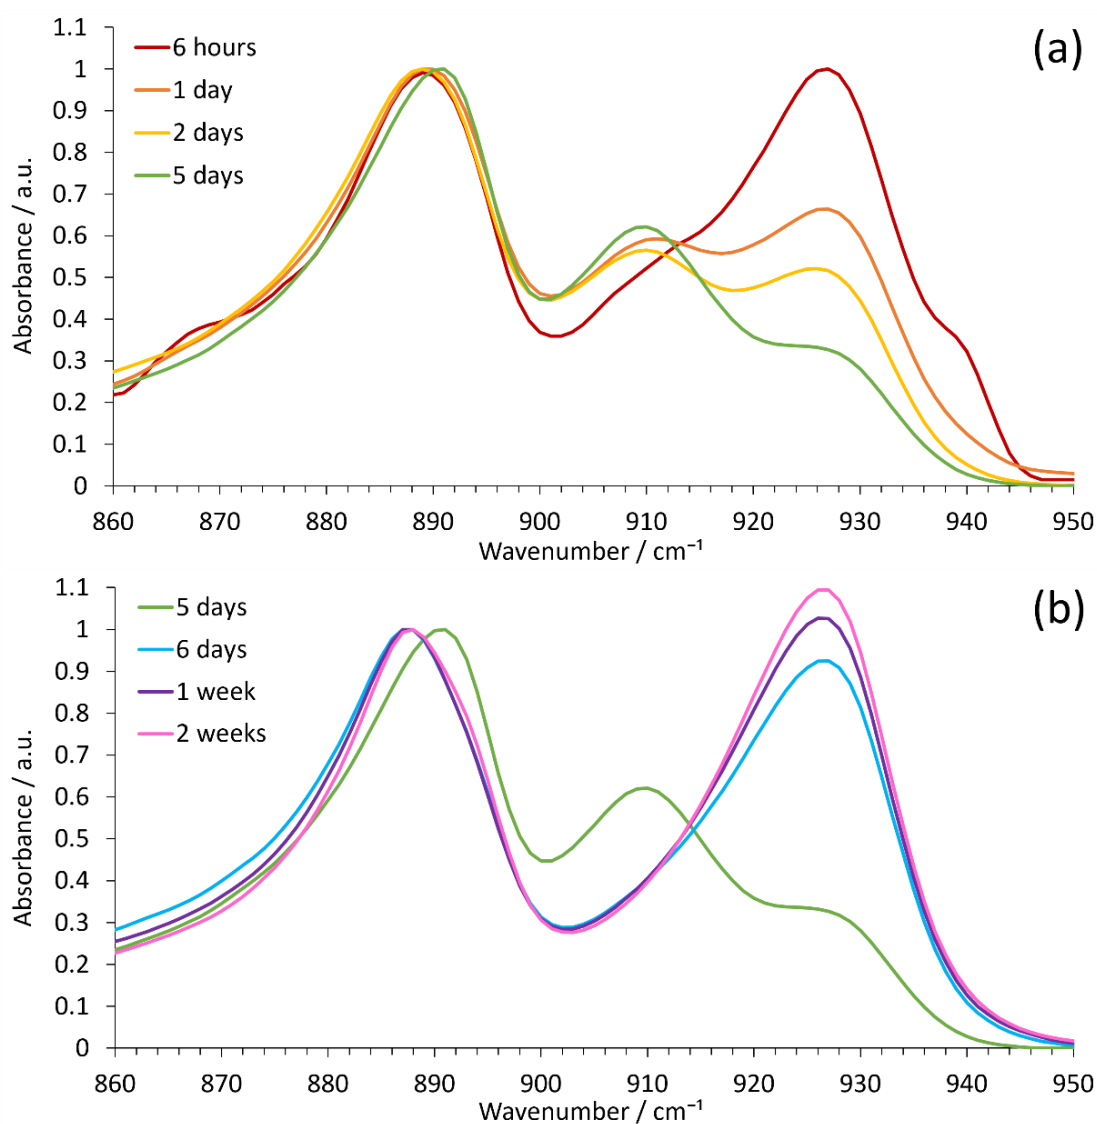 (a)
6 hours
1 day
2 days
5 days
1.1
1
0.9
0.8
0.7
0.6
0.5
0.4
0.3
0.2
0.1
0
Absorbance / a.u.
860 870 880 890 900 910 920 930 940 950
Wavenumber / cm⁻¹
(b)
5 days
6 days
1 week
2 weeks
1.1
1
0.9
0.8
0.7
0.6
0.5
0.4
0.3
0.2
0.1
0
Absorbance / a.u.
860 870 880 890 900 910 920 930 940 950
Wavenumber / cm⁻¹